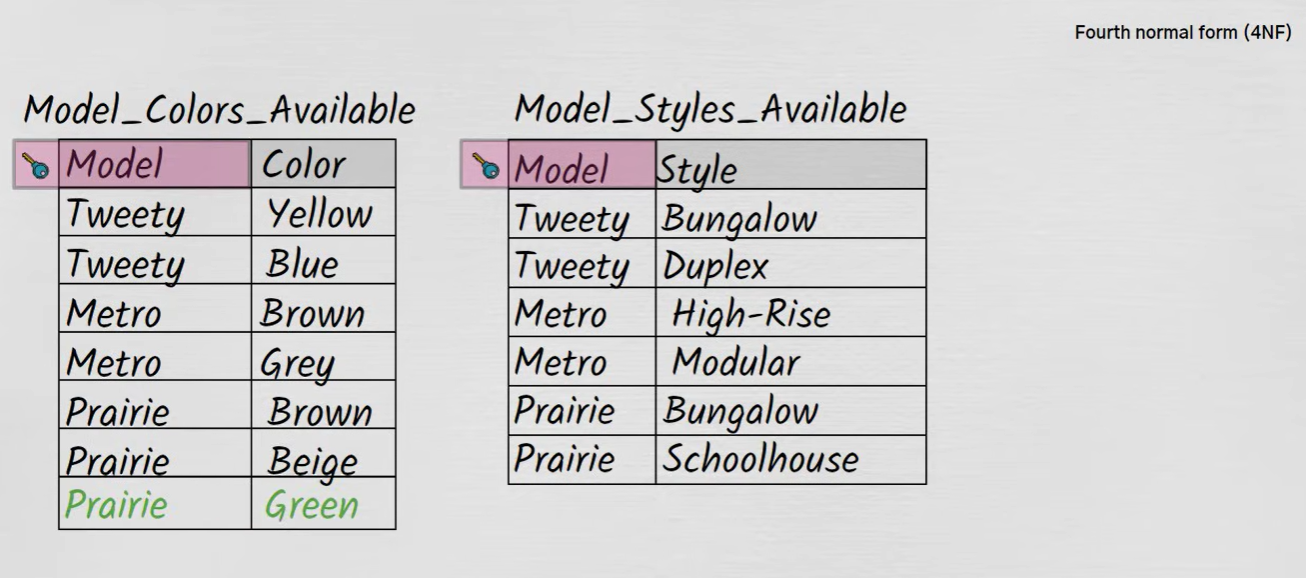 Fourth normal form (4NF)
Model_Colors_Available
Model Color
Tweety Yellow
Tweety Blue
Metro Brown
Metro Grey
Prairie Brown
Prairie Beige
Prairie Green
Model_Styles_Available
Model Style
Tweety Bungalow
Tweety Duplex
Metro High-Rise
Metro Modular
Prairie Bungalow
Prairie Schoolhouse